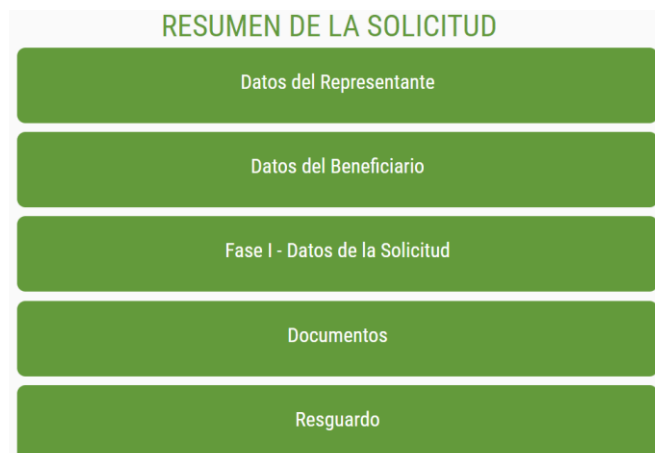 RESUMEN DE LA SOLICITUD
Datos del Representante
Datos del Beneficiario
Fase I - Datos de la Solicitud
Documentos
Resguardo